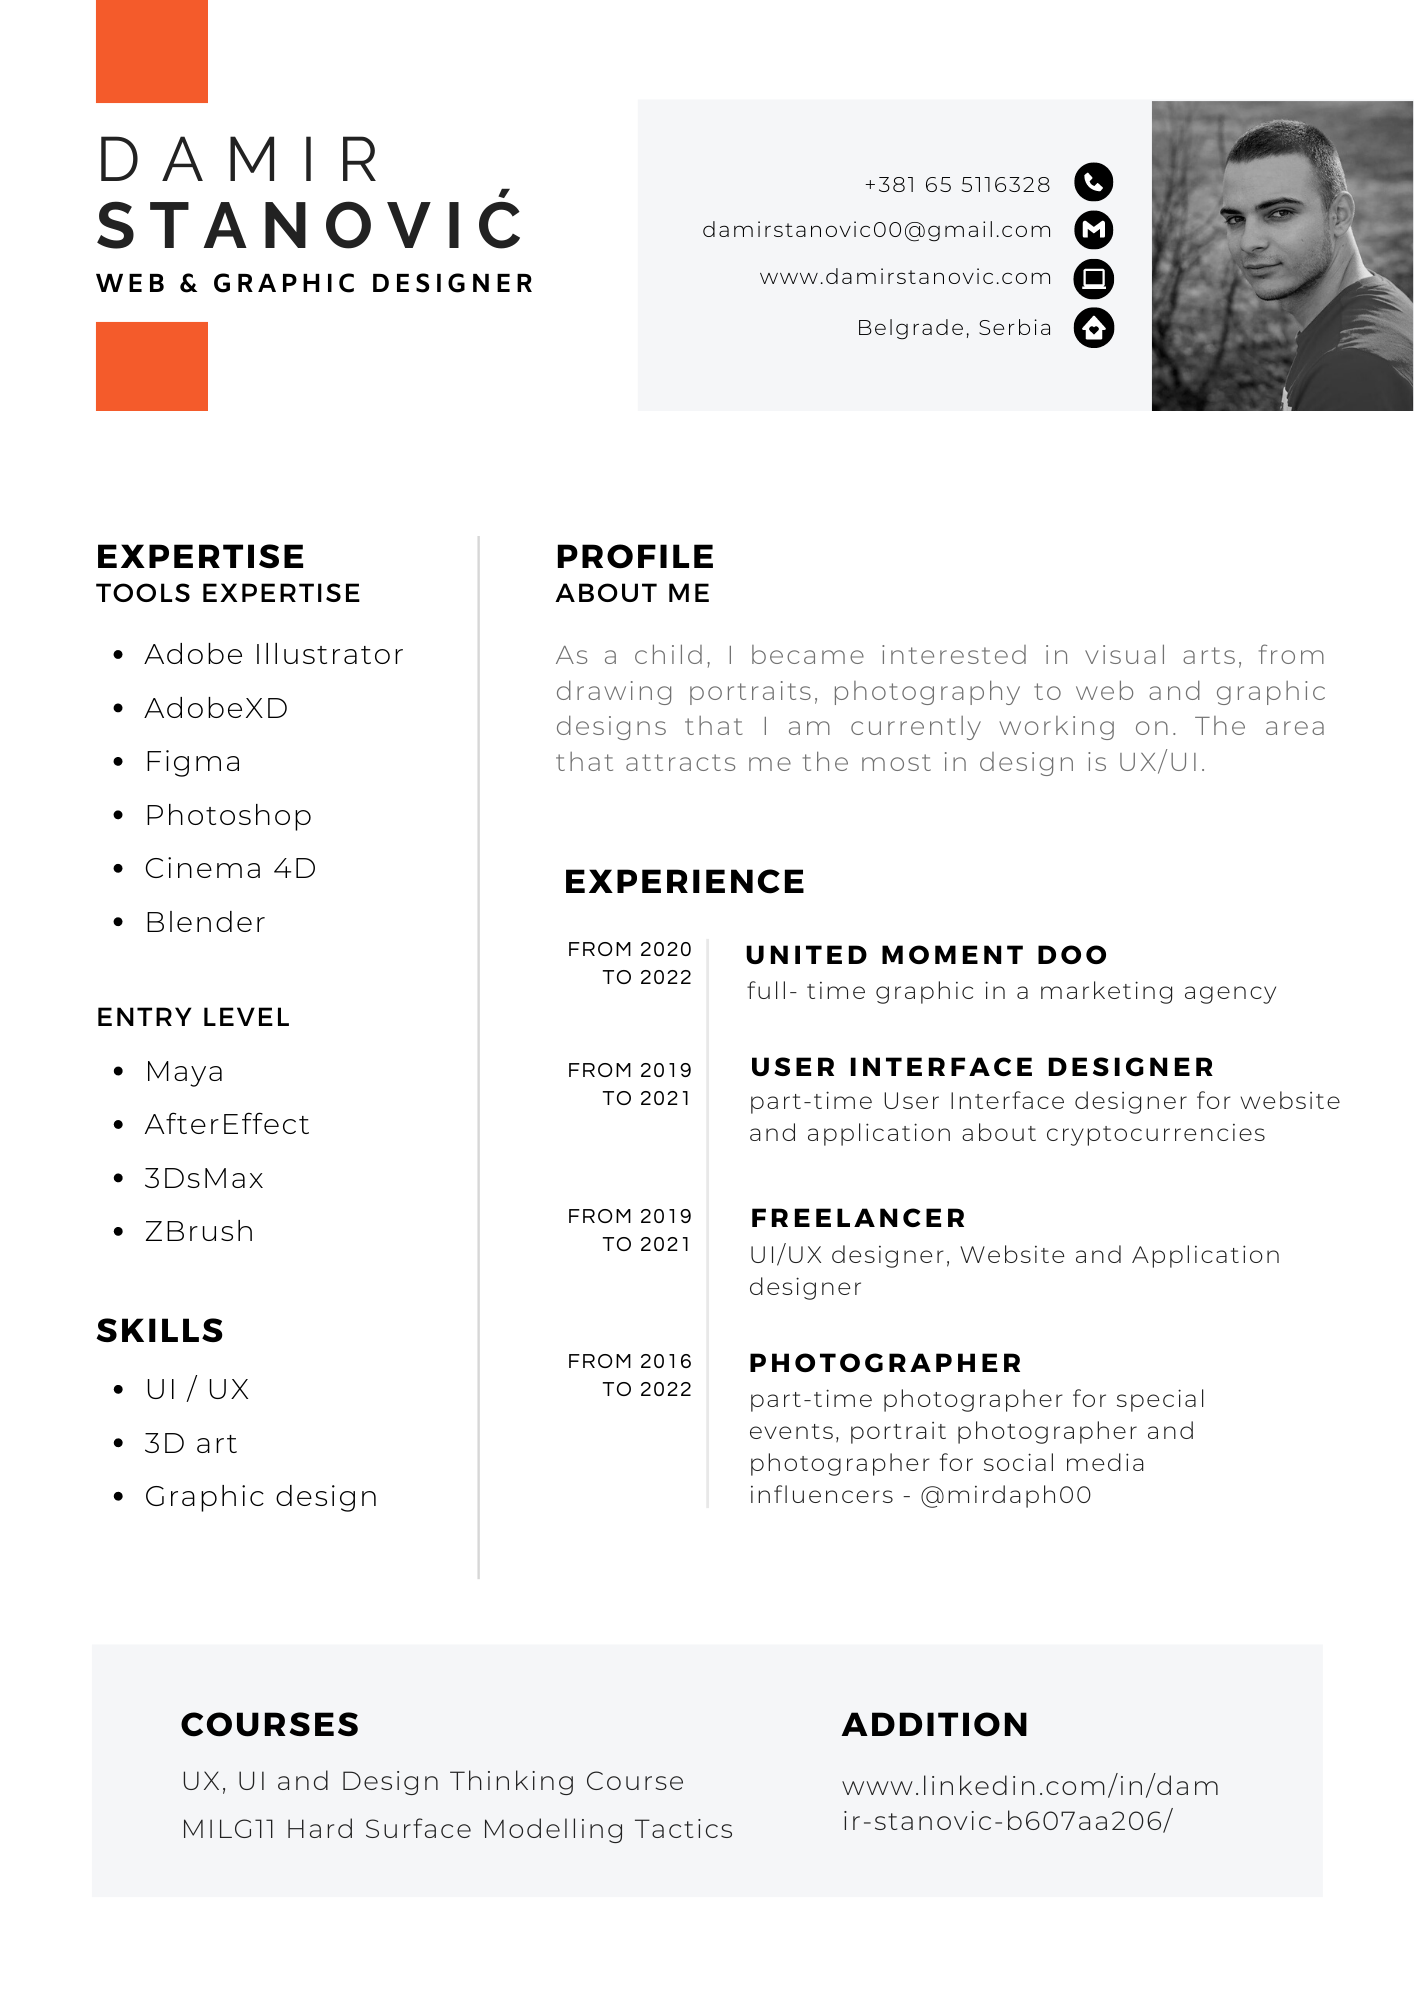 DAMIR
STANOVIĆ
WEB & GRAPHIC DESIGNER
+381 65 5116328
damirstanovic00@gmail.com
www.damirstanovic.com
Belgrade, Serbia
EXPERTISE
TOOLS EXPERTISE
• Adobe Illustrator
• AdobeXD
• Figma
• Photoshop
• Cinema 4D
• Blender
ENTRY LEVEL
• Maya
• AfterEffect
• 3DsMax
• ZBrush
SKILLS
• UI / UX
• 3D art
• Graphic design
PROFILE
ABOUT ME
As a child, I became interested in visual arts, from
drawing portraits, photography to web and graphic
designs that I am currently working on. The area
that attracts me the most in design is UX/UI.
EXPERIENCE
FROM 2020
TO 2022
UNITED MOMENT DOO
full- time graphic in a marketing agency
FROM 2019
TO 2021
USER INTERFACE DESIGNER
part-time User Interface designer for website
and application about cryptocurrencies
FROM 2019
TO 2021
FREELANCER
UI/UX designer, Website and Application
designer
FROM 2016
TO 2022
PHOTOGRAPHER
part-time photographer for special
events, portrait photographer and
photographer for social media
influencers - @mirdaph00
COURSES
UX, UI and Design Thinking Course
MILG11 Hard Surface Modelling Tactics
ADDITION
www.linkedin.com/in/dam
ir-stanovic-b607aa206/